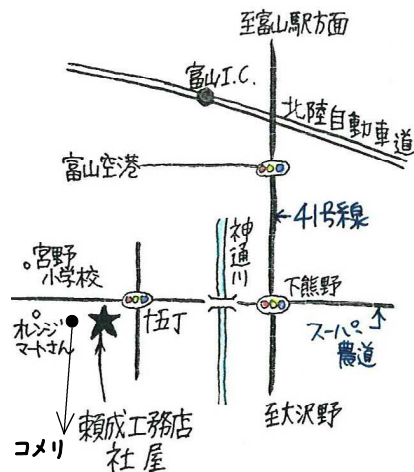 至富山駅方面
富山I.C.
北陸自動車道
富山空港
←41号線
神通川
宮野
小学校
下熊野
オレンジ
マートさん
十五丁
スーパー
農道
コメリ
頼成工務店
社屋
至大沢野